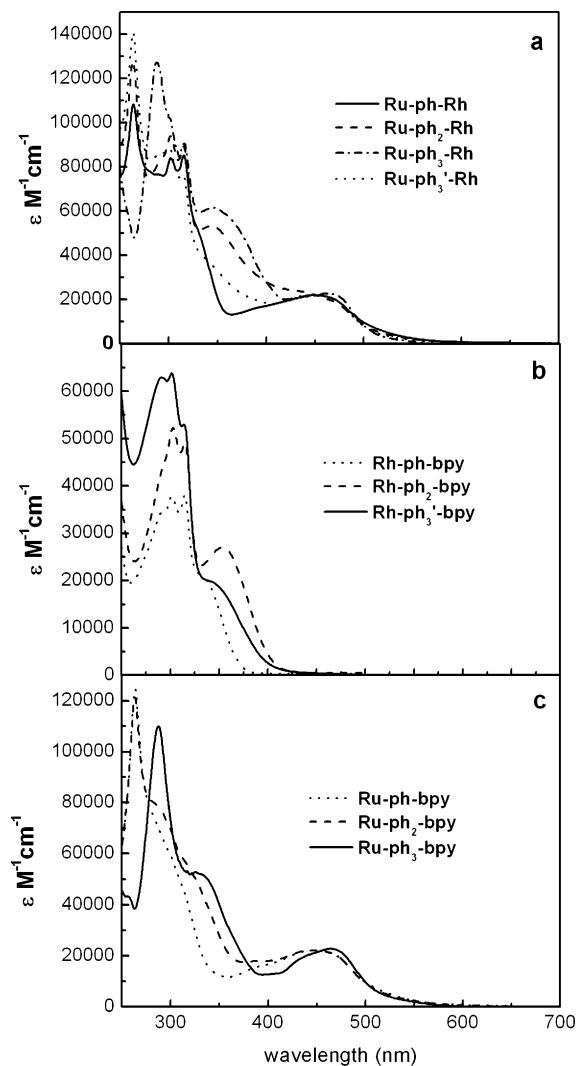 a
140000
120000
100000
80000
60000
40000
20000
0
ε M⁻¹cm⁻¹
Ru-ph-Rh
Ru-ph₂-Rh
Ru-ph₃-Rh
Ru-ph₃'-Rh
b
60000
50000
40000
30000
20000
10000
0
ε M⁻¹cm⁻¹
Rh-ph-bpy
Rh-ph₂-bpy
Rh-ph₃'-bpy
c
120000
100000
80000
60000
40000
20000
0
ε M⁻¹cm⁻¹
Ru-ph-bpy
Ru-ph₂-bpy
Ru-ph₃-bpy
300 400 500 600 700
wavelength (nm)